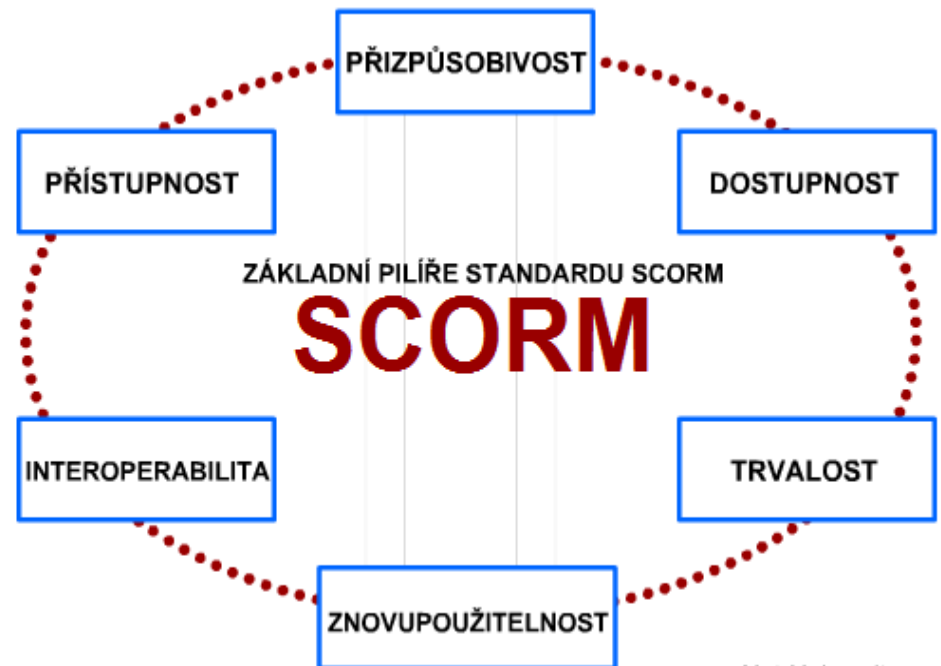 PŘIZPŮSOBIVOST
PŘÍSTUPNOST
DOSTUPNOST
ZÁKLADNÍ PILÍŘE STANDARDU SCORM
SCORM
INTEROPERABILITA
TRVALOST
ZNOVUPOUŽITELNOST